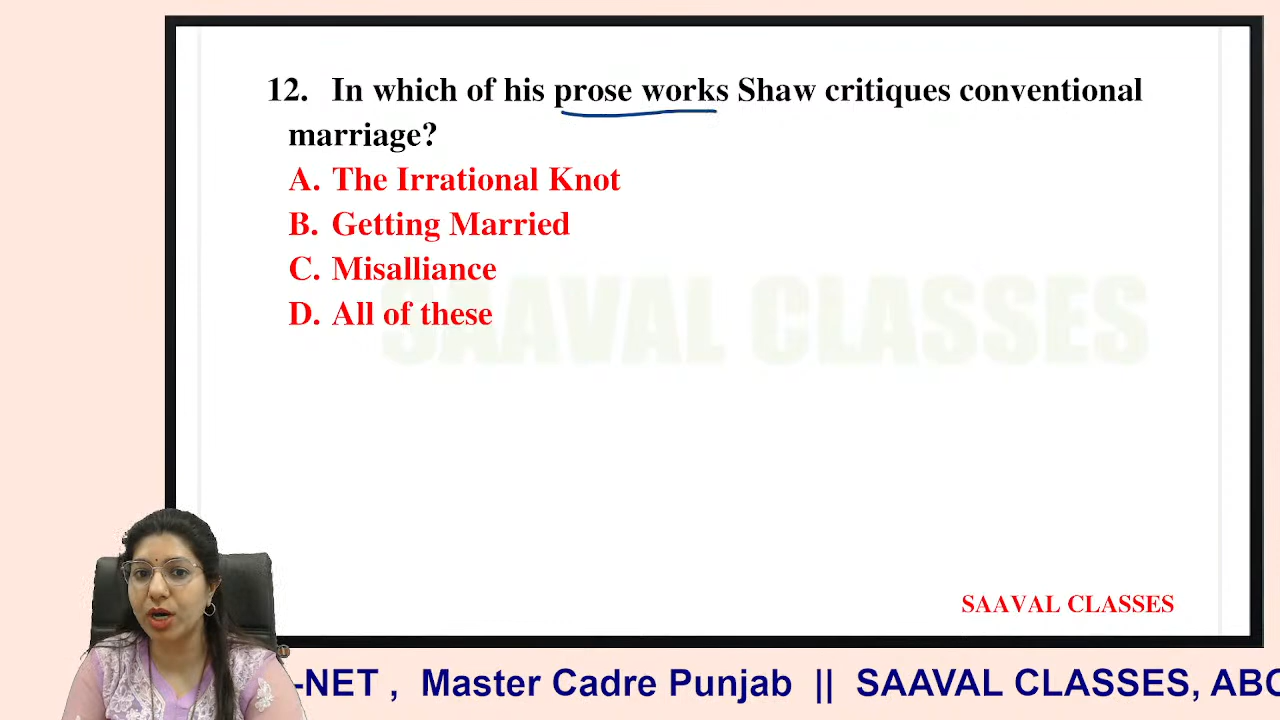 12. In which of his prose works Shaw critiques conventional
marriage?
A. The Irrational Knot
B. Getting Married
C. Misalliance
D. All of these
SAAVAL CLASSES
SAAVAL CLASSES
-NET , Master Cadre Punjab || SAAVAL CLASSES, ABC